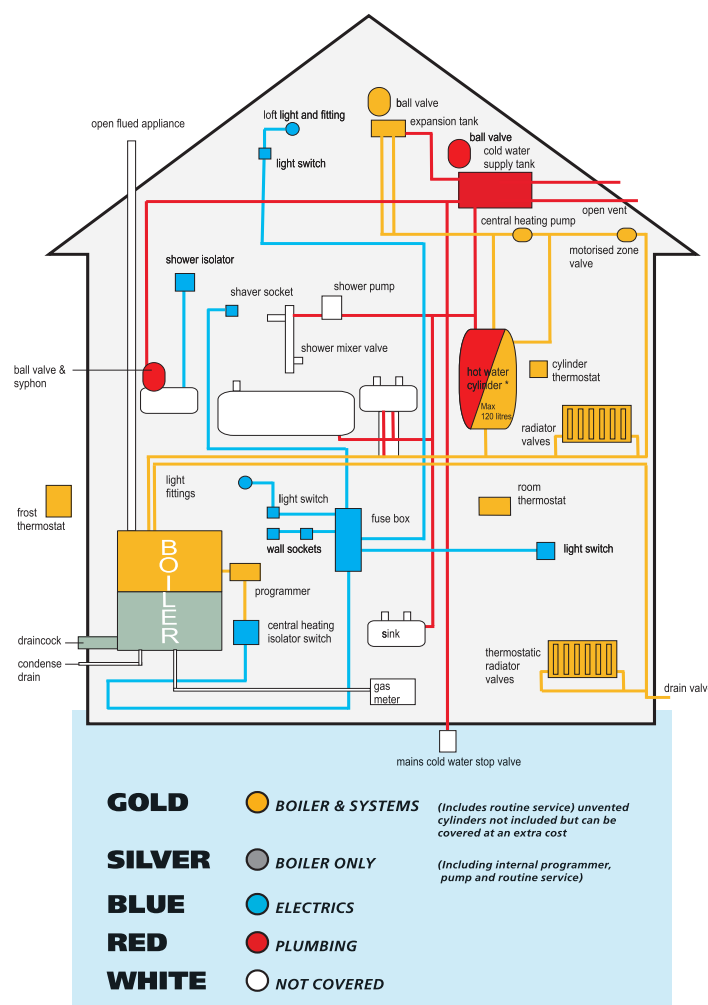 ball valve
loft light and fitting
expansion tank
open flued appliance
ball valve
cold water
supply tank
light switch
open vent
central heating pump
motorised zone
valve
shower isolator
shaver socket
shower pump
shower mixer valve
ball valve &
syphon
hot water
cylinder *
Max
120 litres
cylinder
thermostat
radiator
valves
light
fittings
light switch
room
thermostat
frost
thermostat
fuse box
wall sockets
light switch
BOILER
programmer
central heating
isolator switch
sink
draincock
condense
drain
thermostatic
radiator
valves
gas
meter
drain valv
mains cold water stop valve
GOLD
BOILER & SYSTEMS
(Includes routine service) unvented
cylinders not included but can be
covered at an extra cost
SILVER
BOILER ONLY
(Including internal programmer,
pump and routine service)
BLUE
ELECTRICS
RED
PLUMBING
WHITE
NOT COVERED